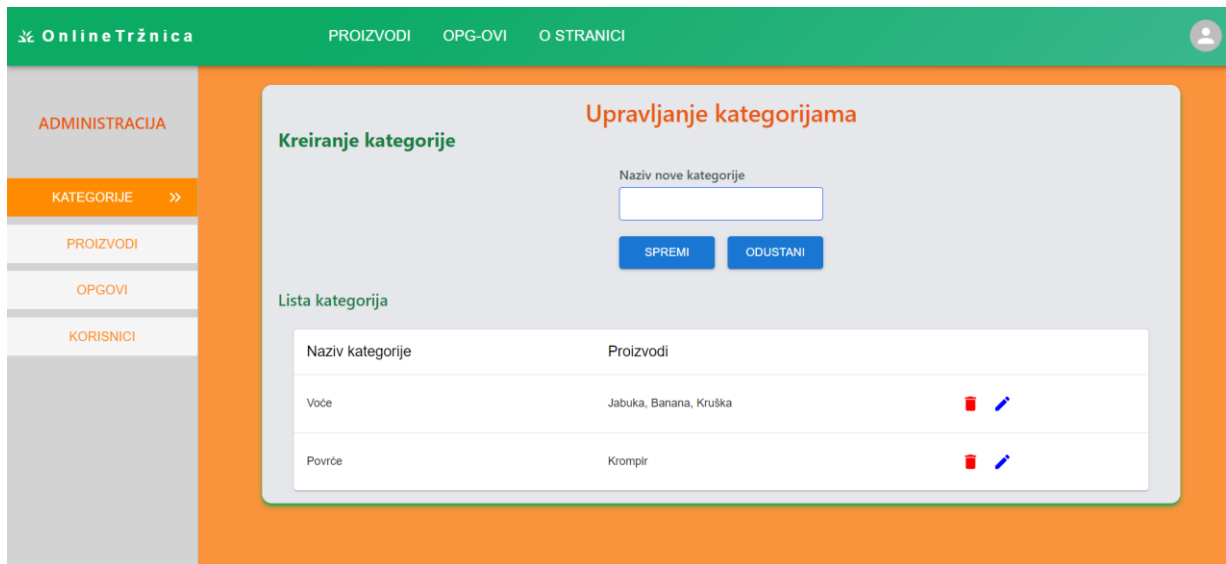 OnlineTržnica PROIZVODI OPG-OVI O STRANICI
ADMINISTRACIJA
KATEGORIJE »
PROIZVODI
OPGOVI
KORISNICI
Upravljanje kategorijama
Kreiranje kategorije
Naziv nove kategorije
SPREMI ODUSTANI
Lista kategorija
Naziv kategorije Proizvodi
Voće Jabuka, Banana, Kruška
Povrće Krompir